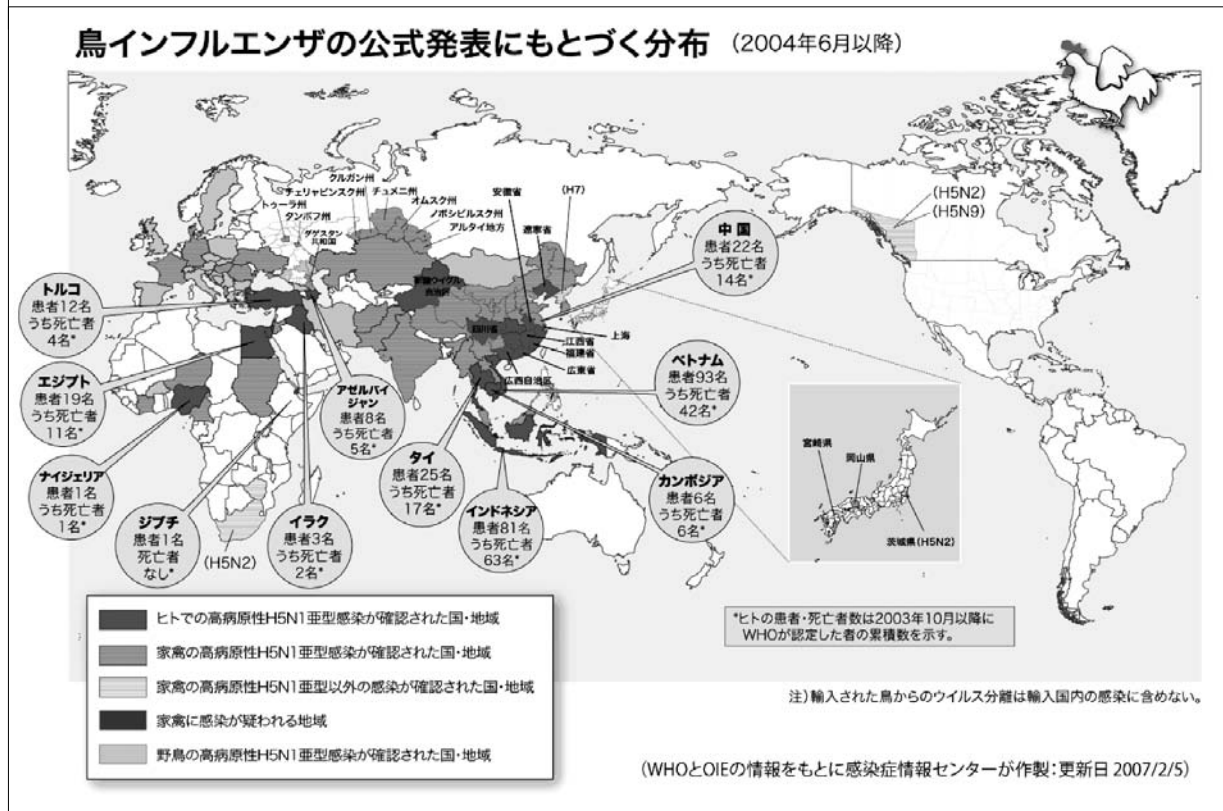 鳥インフルエンザの公式発表にもとづく分布 (2004年6月以降)
クルガン州
チェリャビンスク州
チュメニ州
トゥーラ州
オムスク州
タンボフ州
ノボシビルスク州
ダゲスタン
共和国
アルタイ地方
安徽省
(H7)
遼寧省
(H5N2)
(H5N9)
中国
患者22名
うち死亡者
14名*
トルコ
患者12名
うち死亡者
4名*
新疆ウイグル
自治区
四川省
上海
江西省
福建省
広東省
広西自治区
エジプト
患者19名
うち死亡者
11名*
アゼルバイ
ジャン
患者8名
うち死亡者
5名*
ベトナム
患者93名
うち死亡者
42名*
ナイジェリア
患者1名
うち死亡者
1名*
ジブチ
患者1名
死亡者
なし*
(H5N2)
イラク
患者3名
うち死亡者
2名*
タイ
患者25名
うち死亡者
17名*
インドネシア
患者81名
うち死亡者
63名*
カンボジア
患者6名
うち死亡者
6名*
宮崎県
岡山県
茨城県(H5N2)
ヒトでの高病原性H5N1亜型感染が確認された国・地域
家禽の高病原性H5N1亜型感染が確認された国・地域
家禽の高病原性H5N1亜型以外の感染が確認された国・地域
家禽に感染が疑われる地域
野鳥の高病原性H5N1亜型感染が確認された国・地域
*ヒトの患者・死亡者数は2003年10月以降に
WHOが認定した者の累積数を示す。
注)輸入された鳥からのウイルス分離は輸入国内の感染に含めない。
(WHOとOIEの情報をもとに感染症情報センターが作製:更新日 2007/2/5)